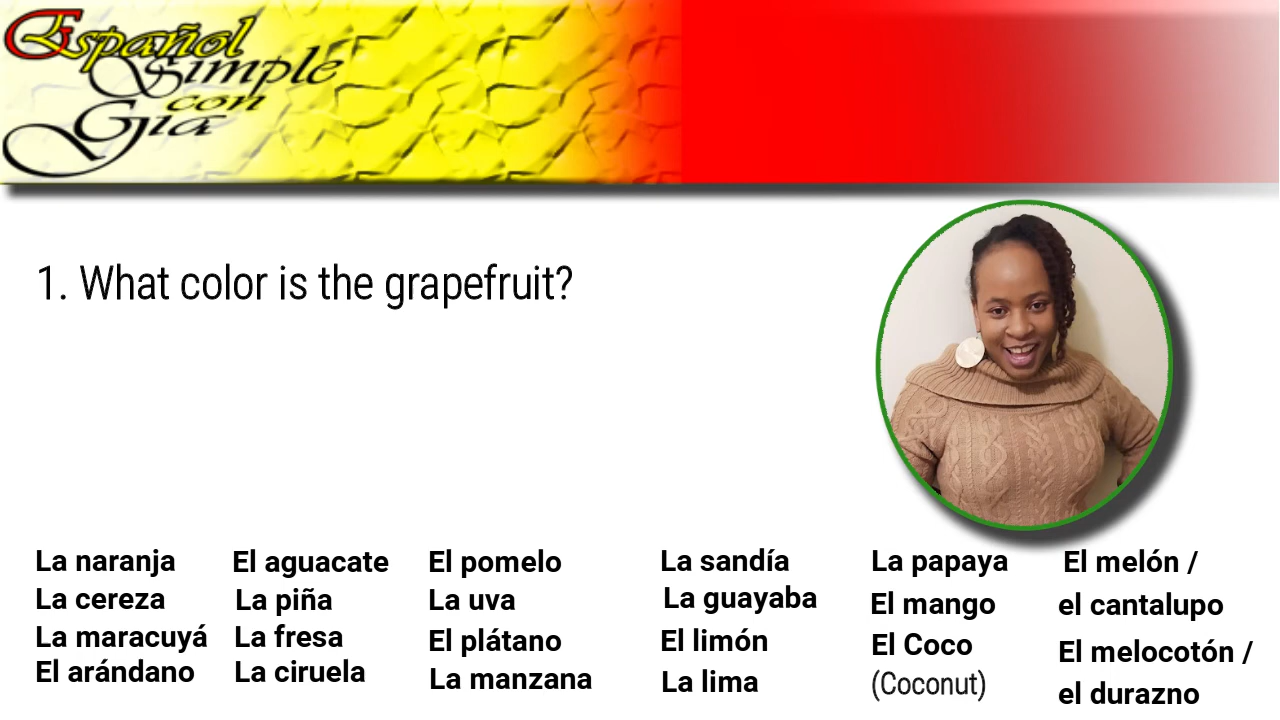 Español
Simple
con
Gia
1. What color is the grapefruit?
La naranja
La cereza
La maracuyá
El arándano
El aguacate
La piña
La fresa
La ciruela
El pomelo
La uva
El plátano
La manzana
La sandía
La guayaba
El limón
La lima
La papaya
El mango
El Coco
(Coconut)
El melón /
el cantalupo
El melocotón /
el durazno